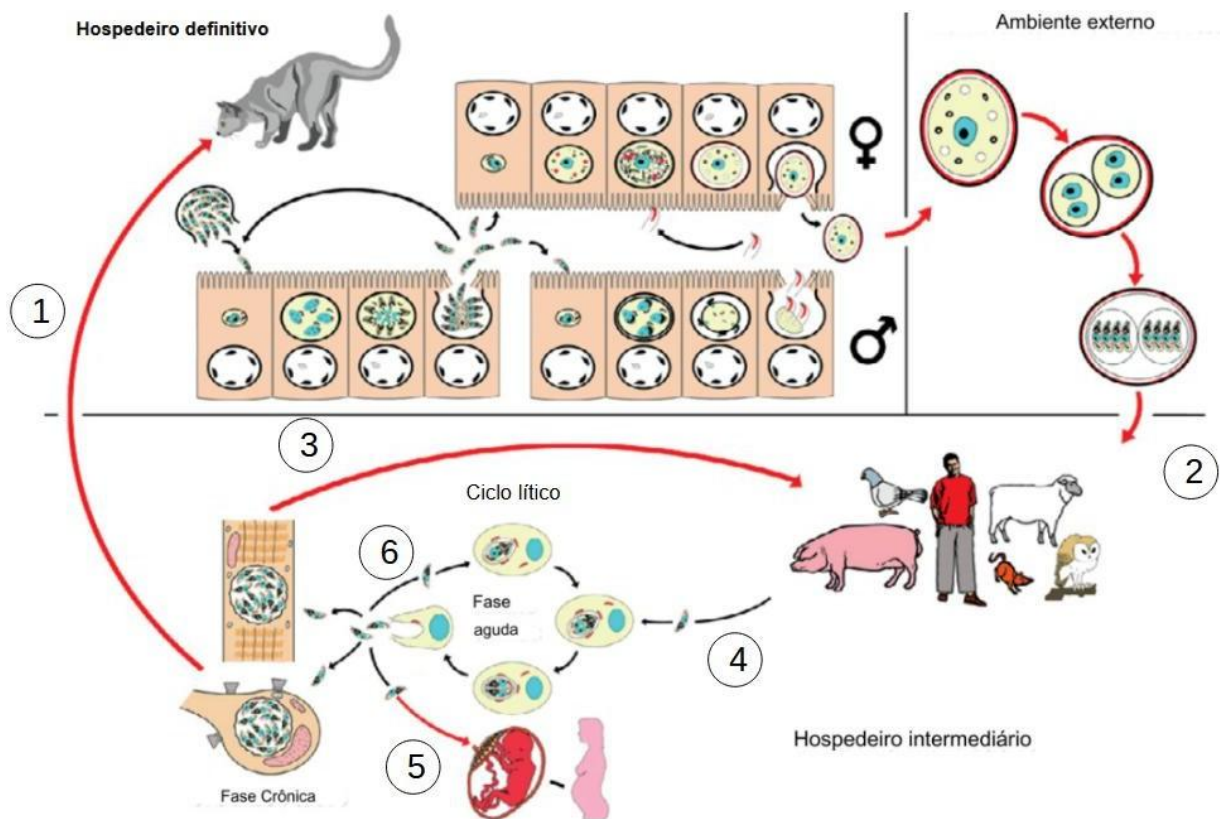 Hospedeiro definitivo
Ambiente externo
1
3
2
Ciclo lítico
6
Fase
aguda
4
Hospedeiro intermediário
5
Fase Crônica